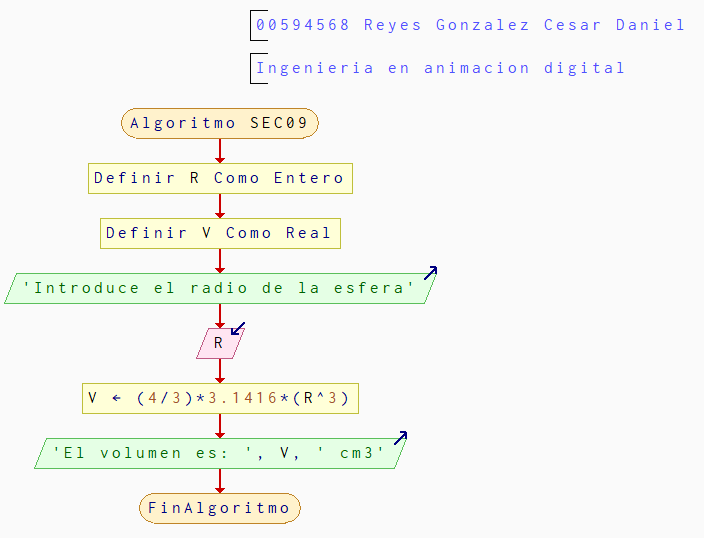 00594568 Reyes Gonzalez Cesar Daniel
Ingenieria en animacion digital
Algoritmo SEC09
Definir R Como Entero
Definir V Como Real
'Introduce el radio de la esfera'
R
V ← (4/3)*3.1416*(R^3)
'El volumen es: ', V, ' cm3'
FinAlgoritmo